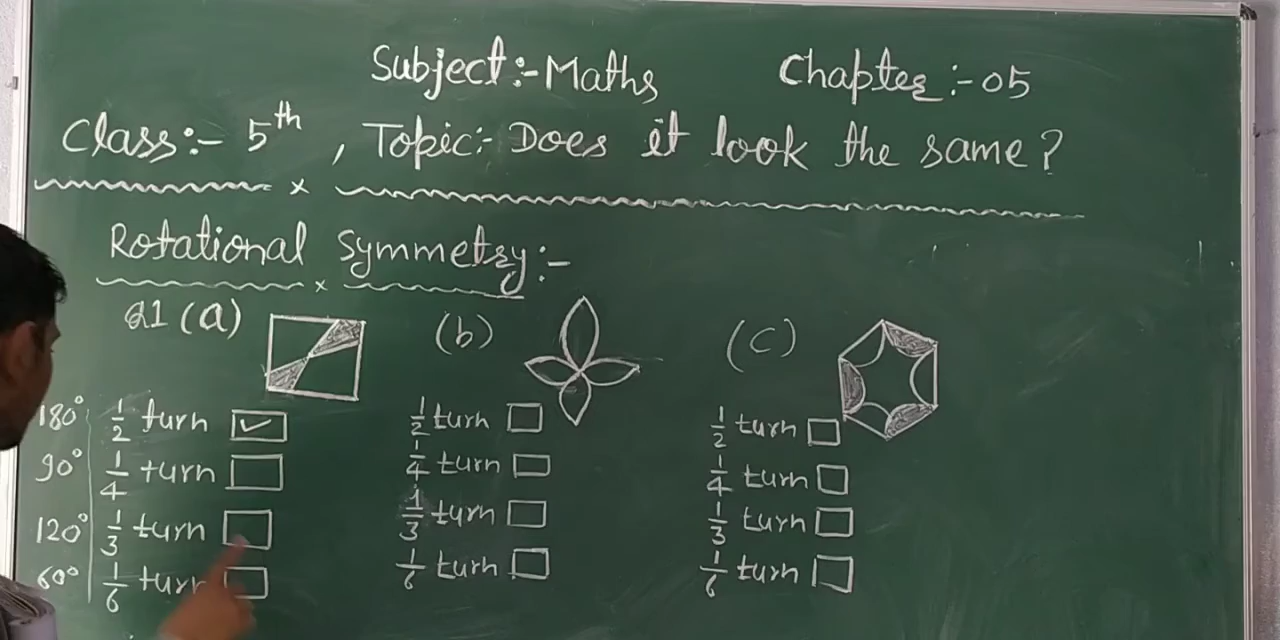 Subject:- Maths Chapter:- 05
Class:- 5th, Topic:- Does it look the same?
Rotational Symmetry:-
Q1 (a) (b) (c)
180° 1/2 turn ✓ 1/2 turn 1/2 turn
90° 1/4 turn 1/4 turn 1/4 turn
120° 1/3 turn 1/3 turn 1/3 turn
60° 1/6 turn 1/6 turn 1/6 turn